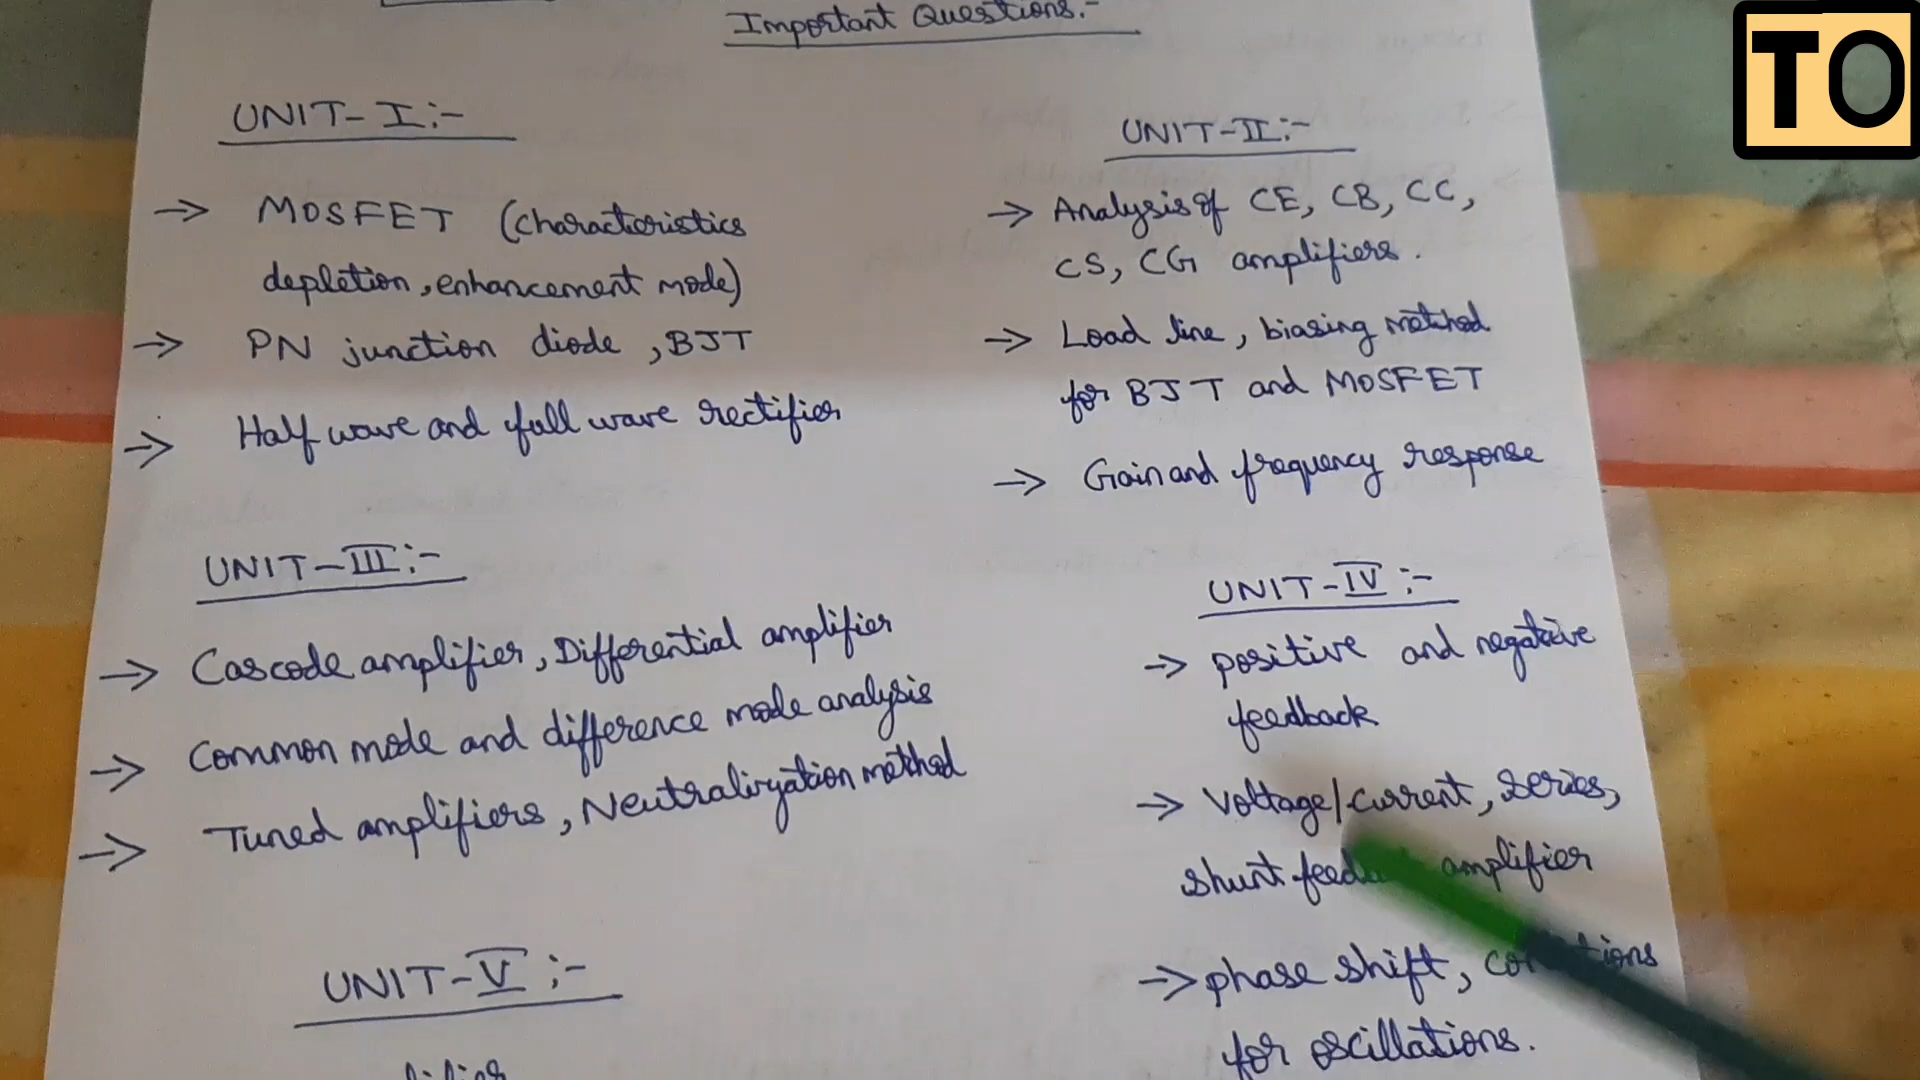 TO
Important Questions:-
UNIT-I:-
→ MOSFET (characteristics
depletion, enhancement mode)
→ PN junction diode, BJT
→ Half wave and full wave rectifier
UNIT-II:-
→ Analysis of CE, CB, CC,
CS, CG amplifiers.
→ Load line, biasing method
for BJT and MOSFET
→ Gain and frequency response
UNIT-III:-
→ Cascode amplifier, Differential amplifier
→ Common mode and difference mode analysis
→ Tuned amplifiers, Neutralization method
UNIT-IV:-
→ positive and negative
feedback
→ voltage/current, series,
shunt amplifier
→ phase shift,
for oscillations.
UNIT-V:-